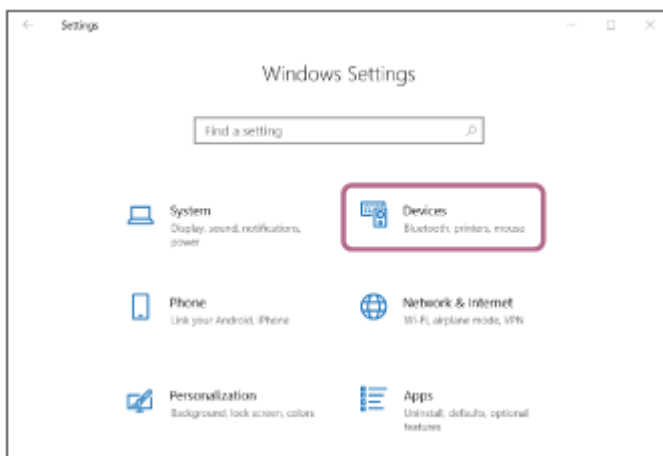 Settings
Windows Settings
Find a setting
System
Display, sound, notifications,
power
Devices
Bluetooth, printers, mouse
Phone
Link your Android, iPhone
Network & Internet
Wi-Fi, airplane mode, VPN
Personalization
Background, lock screen, colors
Apps
Uninstall, defaults, optional
features